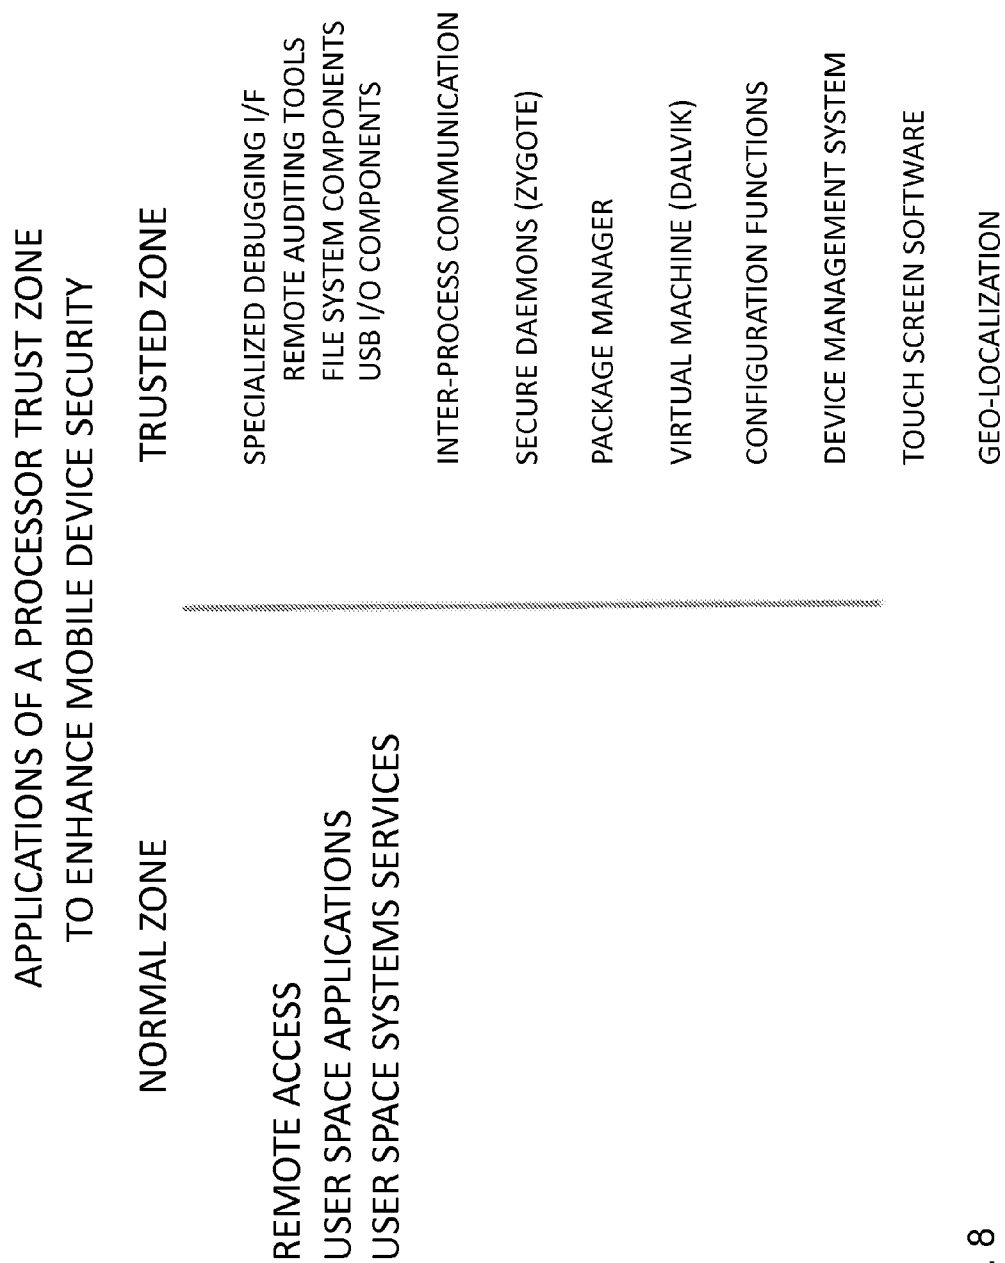 APPLICATIONS OF A PROCESSOR TRUST ZONE
TO ENHANCE MOBILE DEVICE SECURITY
NORMAL ZONE
REMOTE ACCESS
USER SPACE APPLICATIONS
USER SPACE SYSTEMS SERVICES
TRUSTED ZONE
SPECIALIZED DEBUGGING I/F
REMOTE AUDITING TOOLS
FILE SYSTEM COMPONENTS
USB I/O COMPONENTS
INTER-PROCESS COMMUNICATION
SECURE DAEMONS (ZYGOTE)
PACKAGE MANAGER
VIRTUAL MACHINE (DALVIK)
CONFIGURATION FUNCTIONS
DEVICE MANAGEMENT SYSTEM
TOUCH SCREEN SOFTWARE
GEO-LOCALIZATION
. 8